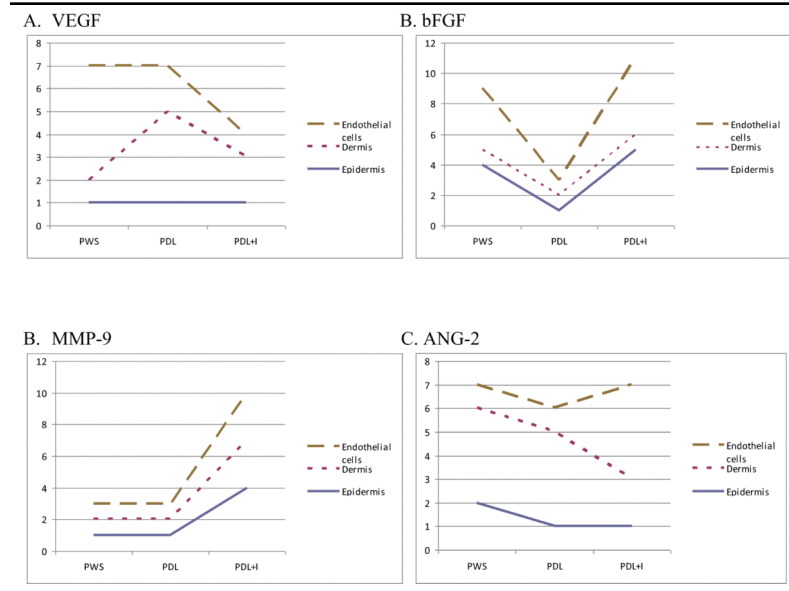 A. VEGF
8
7
6
5
4
3
2
1
0
PWS PDL PDL+I
Endothelial
cells
Dermis
Epidermis
B. bFGF
12
10
8
6
4
2
0
PWS PDL PDL+I
Endothelial
cells
Dermis
Epidermis
B. MMP-9
12
10
8
6
4
2
0
PWS PDL PDL+I
Endothelial
cells
Dermis
Epidermis
C. ANG-2
8
7
6
5
4
3
2
1
0
PWS PDL PDL+I
Endothelial
cells
Dermis
Epidermis